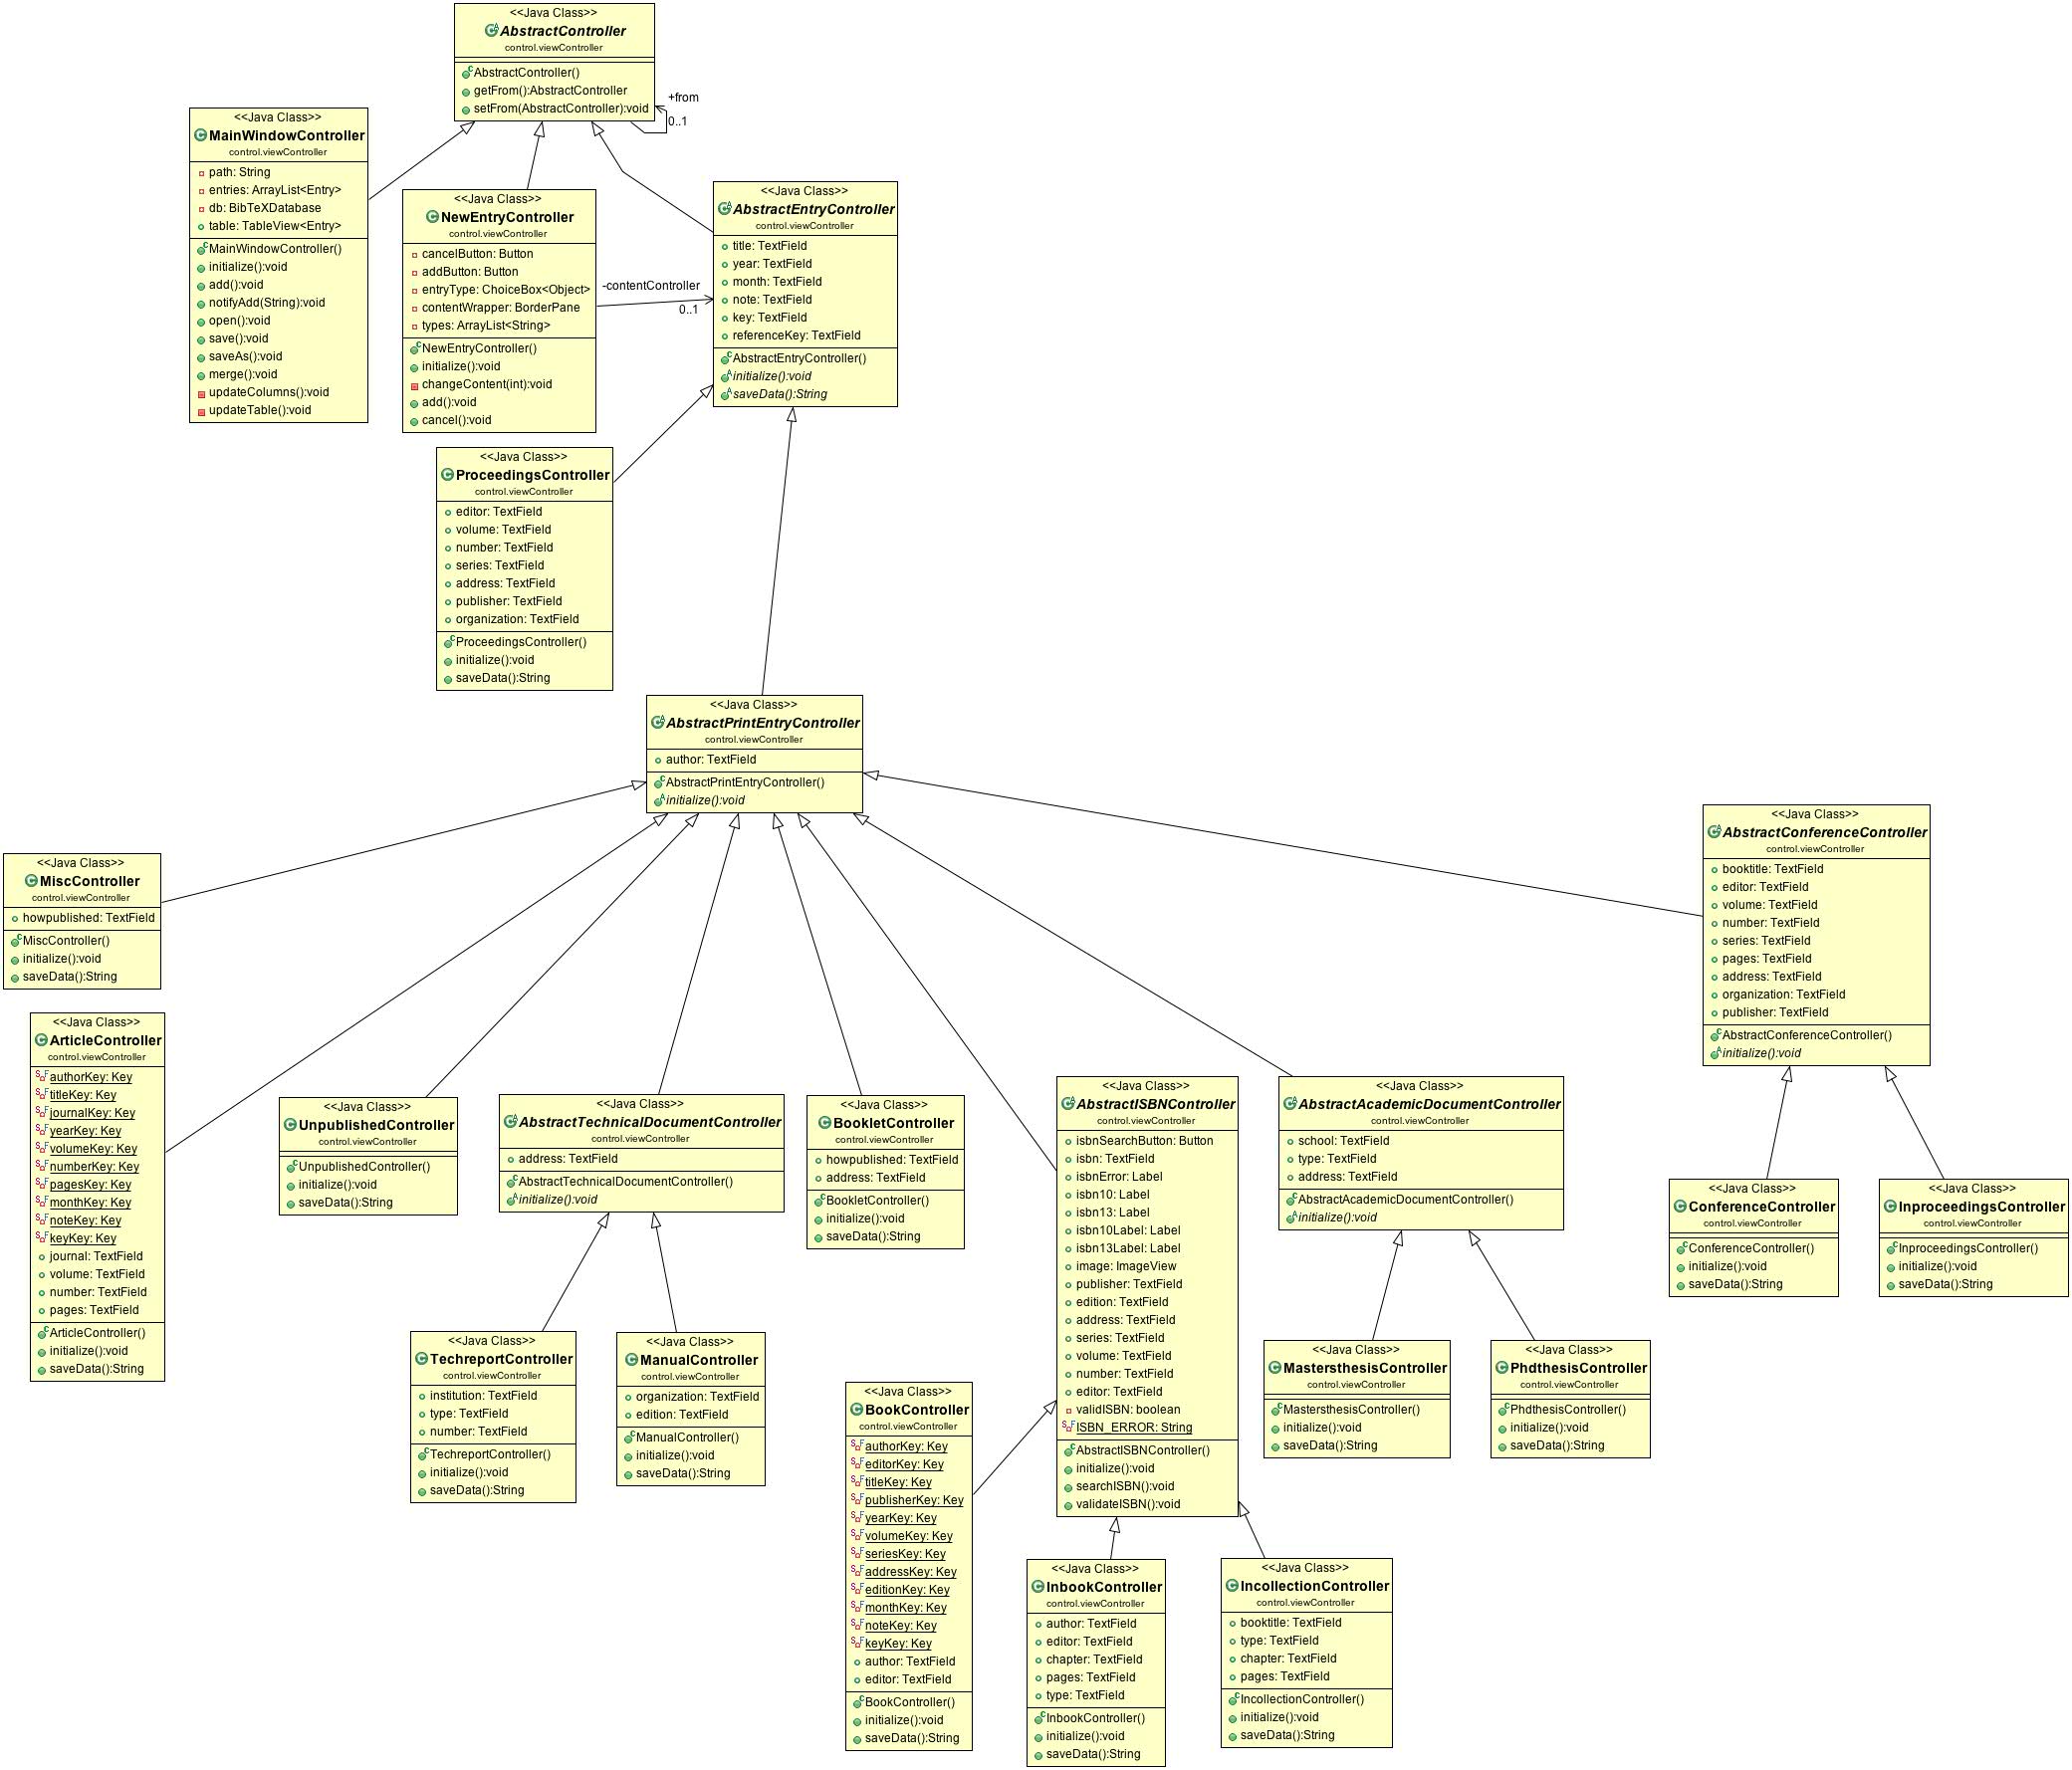 <<Java Class>>
AbstractController
control.viewController
AbstractController()
getFrom():AbstractController
setFrom(AbstractController):void
+from
0..1
<<Java Class>>
MainWindowController
control.viewController
path: String
entries: ArrayList<Entry>
db: BibTeXDatabase
table: TableView<Entry>
MainWindowController()
initialize():void
add():void
notifyAdd(String):void
open():void
save():void
saveAs():void
merge():void
updateColumns():void
updateTable():void
<<Java Class>>
NewEntryController
control.viewController
cancelButton: Button
addButton: Button
entryType: ChoiceBox<Object>
contentWrapper: BorderPane
types: ArrayList<String>
NewEntryController()
initialize():void
changeContent(int):void
add():void
cancel():void
-contentController
0..1
<<Java Class>>
AbstractEntryController
control.viewController
title: TextField
year: TextField
month: TextField
note: TextField
key: TextField
referenceKey: TextField
AbstractEntryController()
initialize():void
saveData():String
<<Java Class>>
ProceedingsController
control.viewController
editor: TextField
volume: TextField
number: TextField
series: TextField
address: TextField
publisher: TextField
organization: TextField
ProceedingsController()
initialize():void
saveData():String
<<Java Class>>
AbstractPrintEntryController
control.viewController
author: TextField
AbstractPrintEntryController()
initialize():void
<<Java Class>>
AbstractConferenceController
control.viewController
booktitle: TextField
editor: TextField
volume: TextField
number: TextField
series: TextField
pages: TextField
address: TextField
organization: TextField
publisher: TextField
AbstractConferenceController()
initialize():void
<<Java Class>>
MiscController
control.viewController
howpublished: TextField
MiscController()
initialize():void
saveData():String
<<Java Class>>
ArticleController
control.viewController
authorKey: Key
titleKey: Key
journalKey: Key
yearKey: Key
volumeKey: Key
numberKey: Key
pagesKey: Key
monthKey: Key
noteKey: Key
keyKey: Key
journal: TextField
volume: TextField
number: TextField
pages: TextField
ArticleController()
initialize():void
saveData():String
<<Java Class>>
UnpublishedController
control.viewController
UnpublishedController()
initialize():void
saveData():String
<<Java Class>>
AbstractTechnicalDocumentController
control.viewController
address: TextField
AbstractTechnicalDocumentController()
initialize():void
<<Java Class>>
BookletController
control.viewController
howpublished: TextField
address: TextField
BookletController()
initialize():void
saveData():String
<<Java Class>>
AbstractISBNController
control.viewController
isbnSearchButton: Button
isbn: TextField
isbnError: Label
isbn10: Label
isbn13: Label
isbn10Label: Label
isbn13Label: Label
image: ImageView
publisher: TextField
edition: TextField
address: TextField
series: TextField
volume: TextField
number: TextField
editor: TextField
validISBN: boolean
ISBN_ERROR: String
AbstractISBNController()
initialize():void
searchISBN():void
validateISBN():void
<<Java Class>>
AbstractAcademicDocumentController
control.viewController
school: TextField
type: TextField
address: TextField
AbstractAcademicDocumentController()
initialize():void
<<Java Class>>
ConferenceController
control.viewController
ConferenceController()
initialize():void
saveData():String
<<Java Class>>
InproceedingsController
control.viewController
InproceedingsController()
initialize():void
saveData():String
<<Java Class>>
TechreportController
control.viewController
institution: TextField
type: TextField
number: TextField
TechreportController()
initialize():void
saveData():String
<<Java Class>>
ManualController
control.viewController
organization: TextField
edition: TextField
ManualController()
initialize():void
saveData():String
<<Java Class>>
MastersthesisController
control.viewController
MastersthesisController()
initialize():void
saveData():String
<<Java Class>>
PhdthesisController
control.viewController
PhdthesisController()
initialize():void
saveData():String
<<Java Class>>
BookController
control.viewController
authorKey: Key
editorKey: Key
titleKey: Key
publisherKey: Key
yearKey: Key
volumeKey: Key
seriesKey: Key
addressKey: Key
editionKey: Key
monthKey: Key
noteKey: Key
keyKey: Key
author: TextField
editor: TextField
BookController()
initialize():void
saveData():String
<<Java Class>>
InbookController
control.viewController
author: TextField
editor: TextField
chapter: TextField
pages: TextField
type: TextField
InbookController()
initialize():void
saveData():String
<<Java Class>>
IncollectionController
control.viewController
booktitle: TextField
type: TextField
chapter: TextField
pages: TextField
IncollectionController()
initialize():void
saveData():String